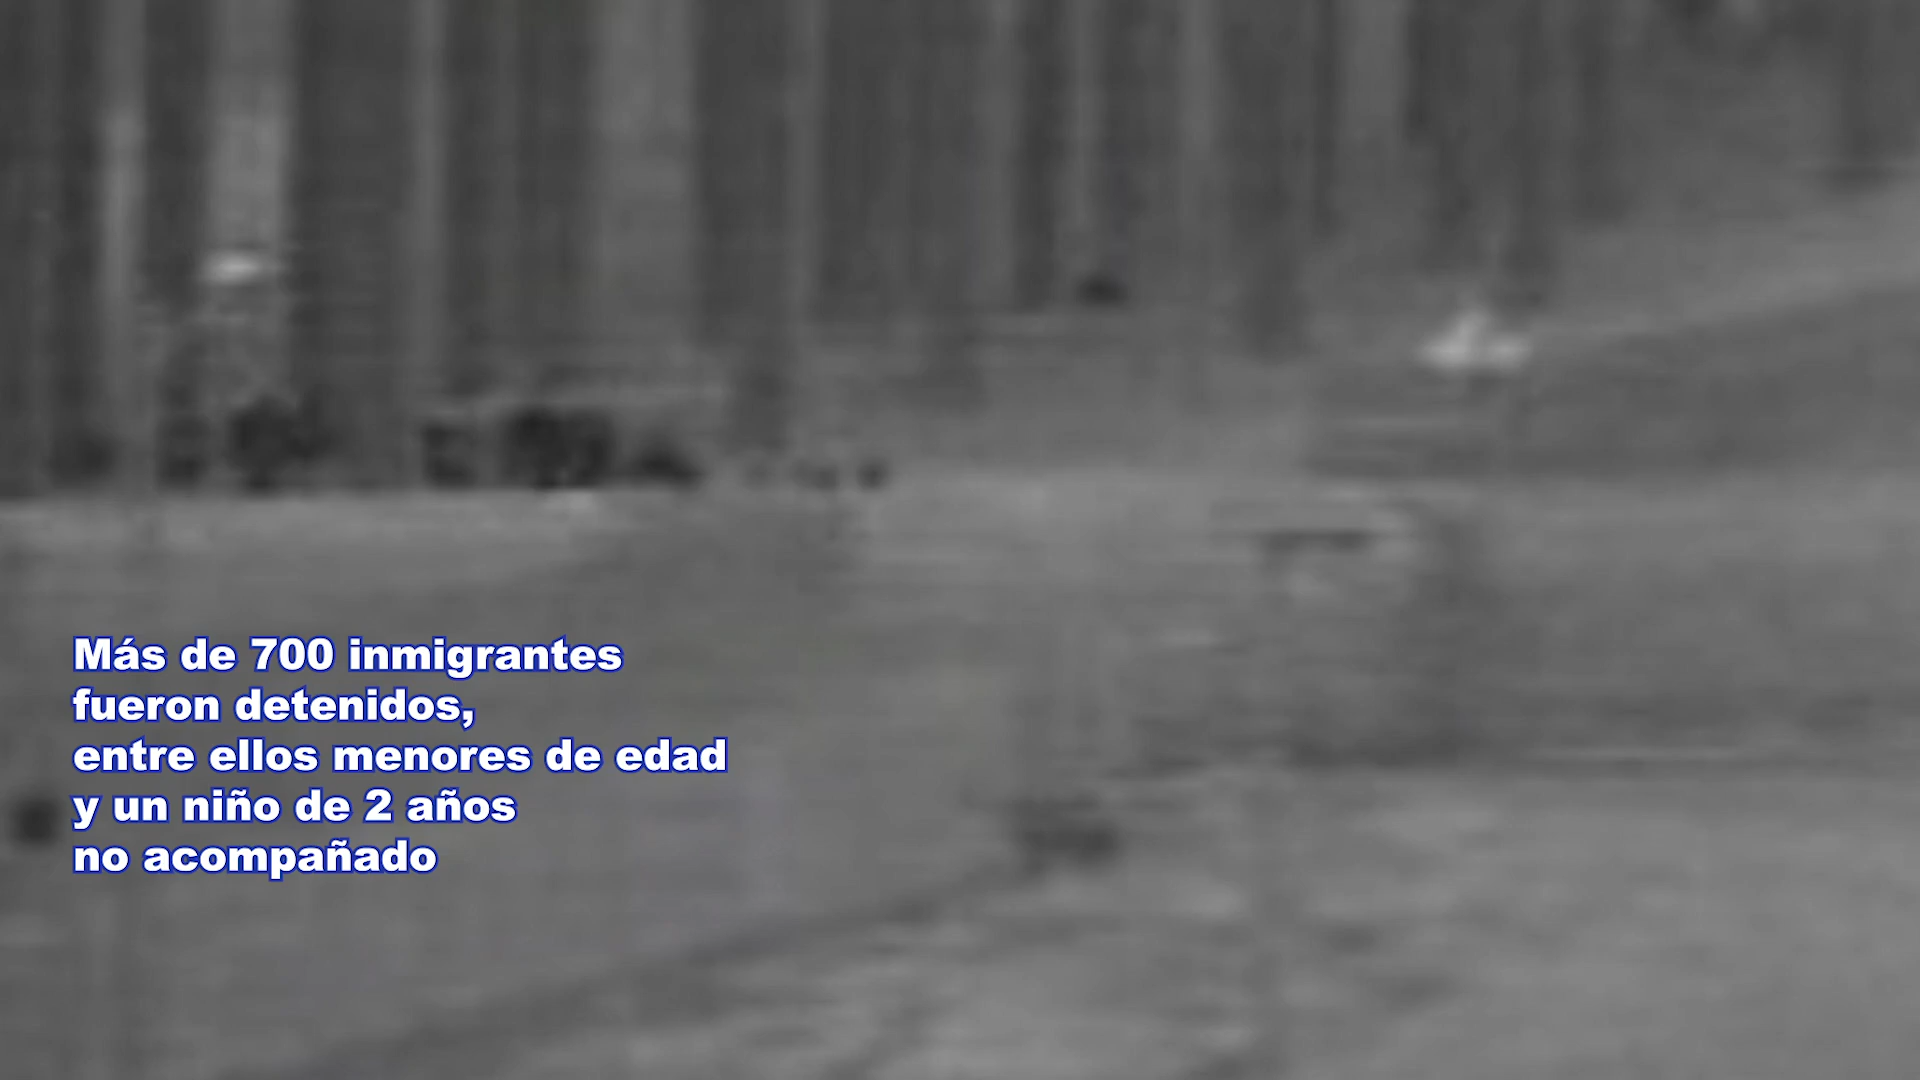 Más de 700 inmigrantes
fueron detenidos,
entre ellos menores de edad
y un niño de 2 años
no acompañado